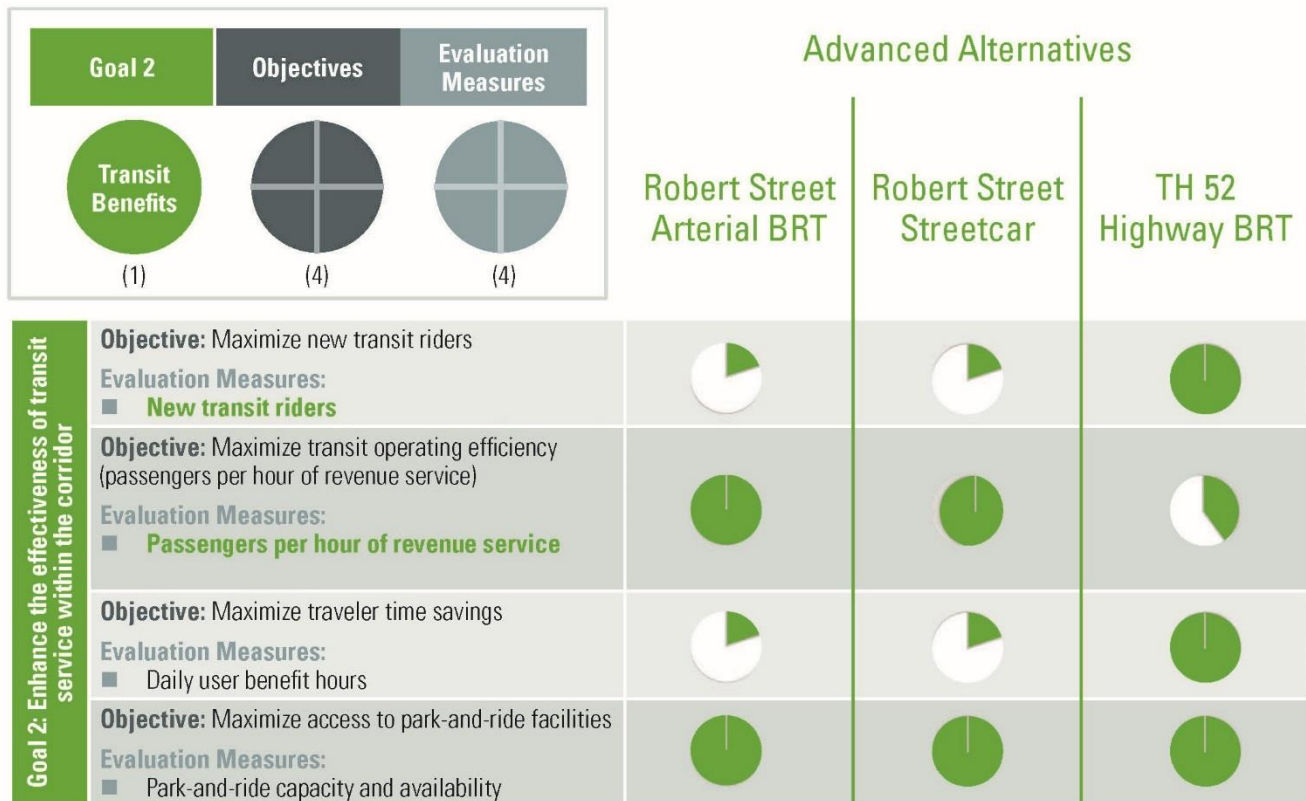 Goal 2
Objectives
Evaluation
Measures
Transit
Benefits
(1)
(4)
(4)
Advanced Alternatives
Robert Street
Arterial BRT
Robert Street
Streetcar
TH 52
Highway BRT
Goal 2: Enhance the effectiveness of transit
service within the corridor
Objective: Maximize new transit riders
Evaluation Measures:
New transit riders
Objective: Maximize transit operating efficiency
(passengers per hour of revenue service)
Evaluation Measures:
Passengers per hour of revenue service
Objective: Maximize traveler time savings
Evaluation Measures:
Daily user benefit hours
Objective: Maximize access to park-and-ride facilities
Evaluation Measures:
Park-and-ride capacity and availability